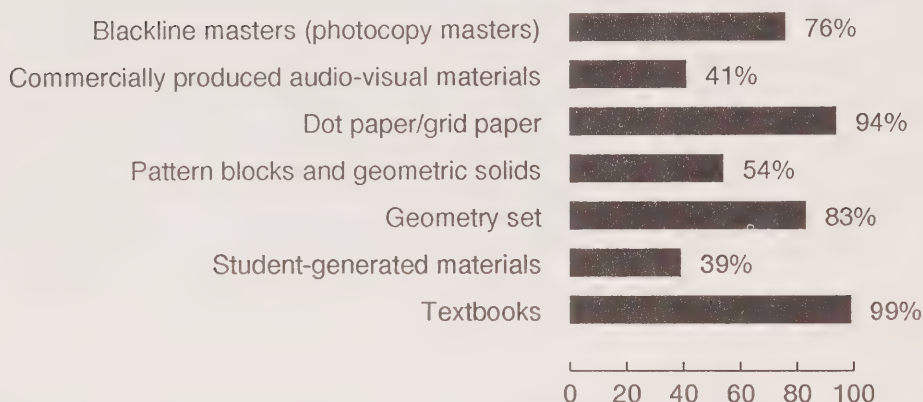 Blackline masters (photocopy masters) 76%
Commercially produced audio-visual materials 41%
Dot paper/grid paper 94%
Pattern blocks and geometric solids 54%
Geometry set 83%
Student-generated materials 39%
Textbooks 99%
0 20 40 60 80 100